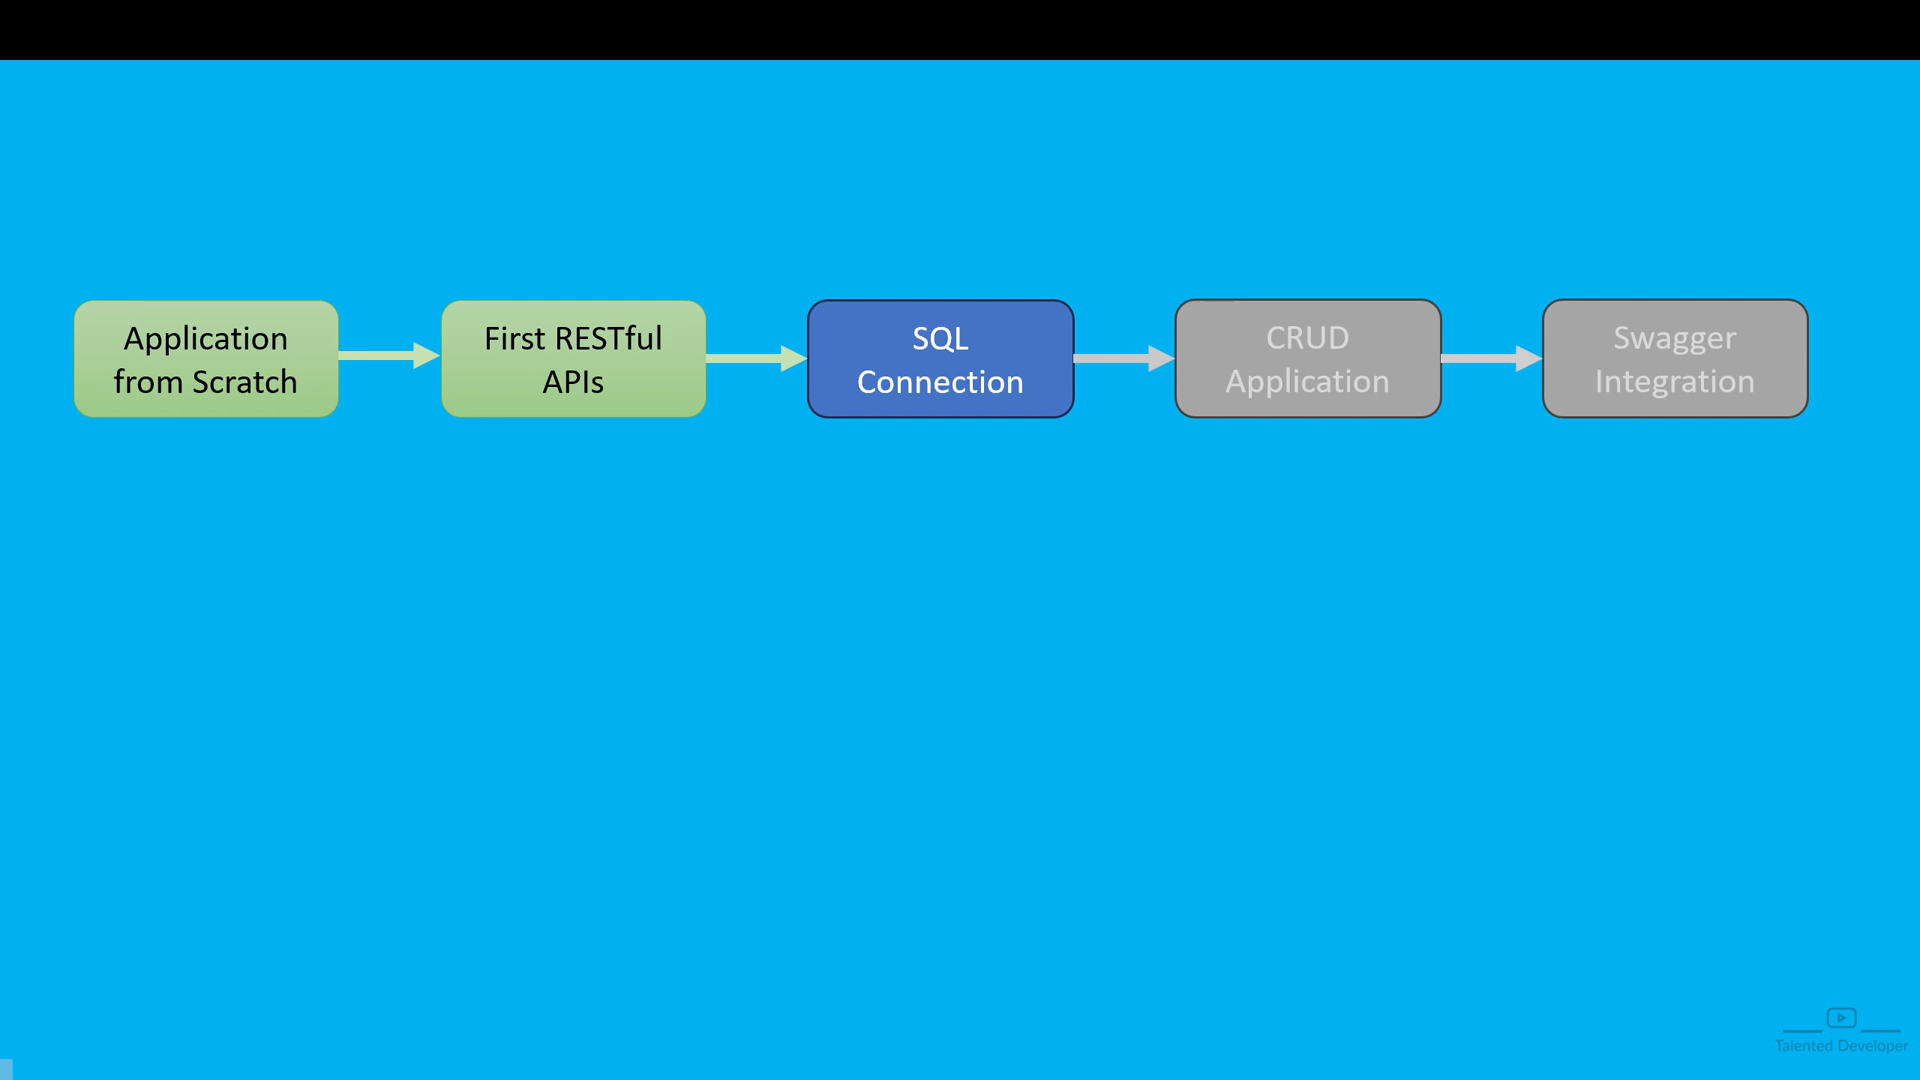 Application
from Scratch
First RESTful
APIs
SQL
Connection
CRUD
Application
Swagger
Integration
Talented Developer